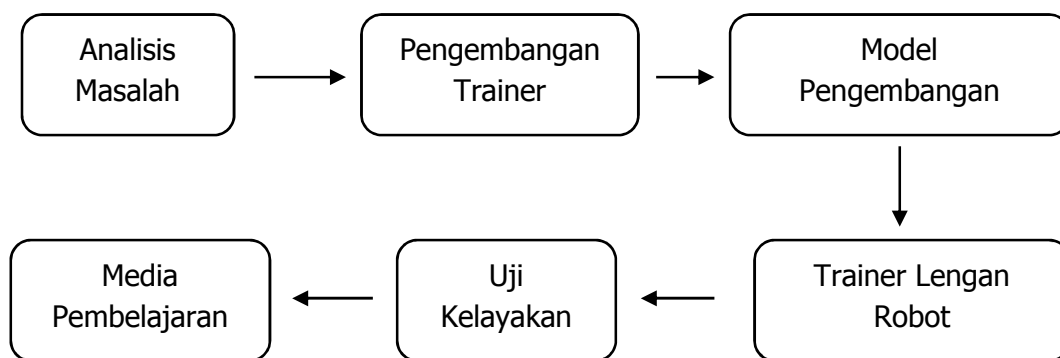 Analisis
Masalah
Pengembangan
Trainer
Model
Pengembangan
Trainer Lengan
Robot
Uji
Kelayakan
Media
Pembelajaran